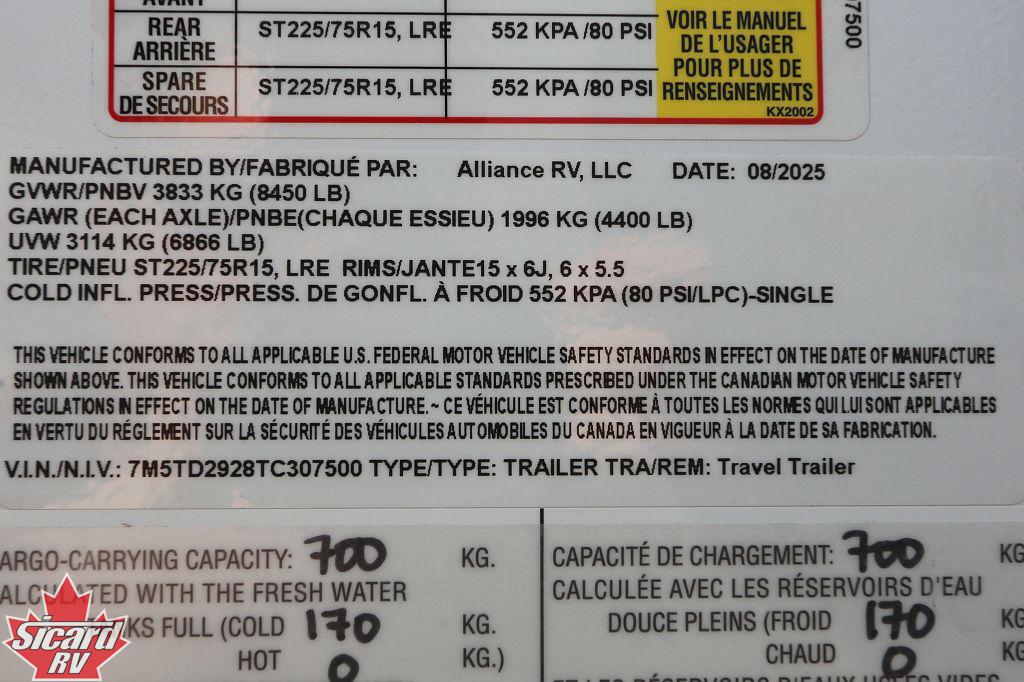 AVANT
REAR ST225/75R15, LRE 552 KPA /80 PSI
ARRIÈRE
SPARE ST225/75R15, LRE 552 KPA /80 PSI
DE SECOURS
VOIR LE MANUEL
DE L'USAGER
POUR PLUS DE
RENSEIGNEMENTS
KX2002
7500
MANUFACTURED BY/FABRIQUÉ PAR: Alliance RV, LLC DATE: 08/2025
GVWR/PNBV 3833 KG (8450 LB)
GAWR (EACH AXLE)/PNBE(CHAQUE ESSIEU) 1996 KG (4400 LB)
UVW 3114 KG (6866 LB)
TIRE/PNEU ST225/75R15, LRE RIMS/JANTE15 x 6J, 6 x 5.5
COLD INFL. PRESS/PRESS. DE GONFL. À FROID 552 KPA (80 PSI/LPC)-SINGLE
THIS VEHICLE CONFORMS TO ALL APPLICABLE U.S. FEDERAL MOTOR VEHICLE SAFETY STANDARDS IN EFFECT ON THE DATE OF MANUFACTURE
SHOWN ABOVE. THIS VEHICLE CONFORMS TO ALL APPLICABLE STANDARDS PRESCRIBED UNDER THE CANADIAN MOTOR VEHICLE SAFETY
REGULATIONS IN EFFECT ON THE DATE OF MANUFACTURE. ~ CE VÉHICULE EST CONFORME À TOUTES LES NORMES QUI LUI SONT APPLICABLES
EN VERTU DU RÉGLEMENT SUR LA SÉCURITÉ DES VÉHICULES AUTOMOBILES DU CANADA EN VIGUEUR À LA DATE DE SA FABRICATION.
V.I.N./N.I.V.: 7M5TD2928TC307500 TYPE/TYPE: TRAILER TRA/REM: Travel Trailer
ARGO-CARRYING CAPACITY: 700 KG.
ALCULATED WITH THE FRESH WATER
NKS FULL (COLD 170 KG.
HOT 0 KG.)
CAPACITÉ DE CHARGEMENT: 700 KG
CALCULÉE AVEC LES RÉSERVOIRS D'EAU
DOUCE PLEINS (FROID 170 KG
CHAUD 0 KG
ET LES RÉSERVOIRS D'EAUX USÉES VIDES
Sicard
RV